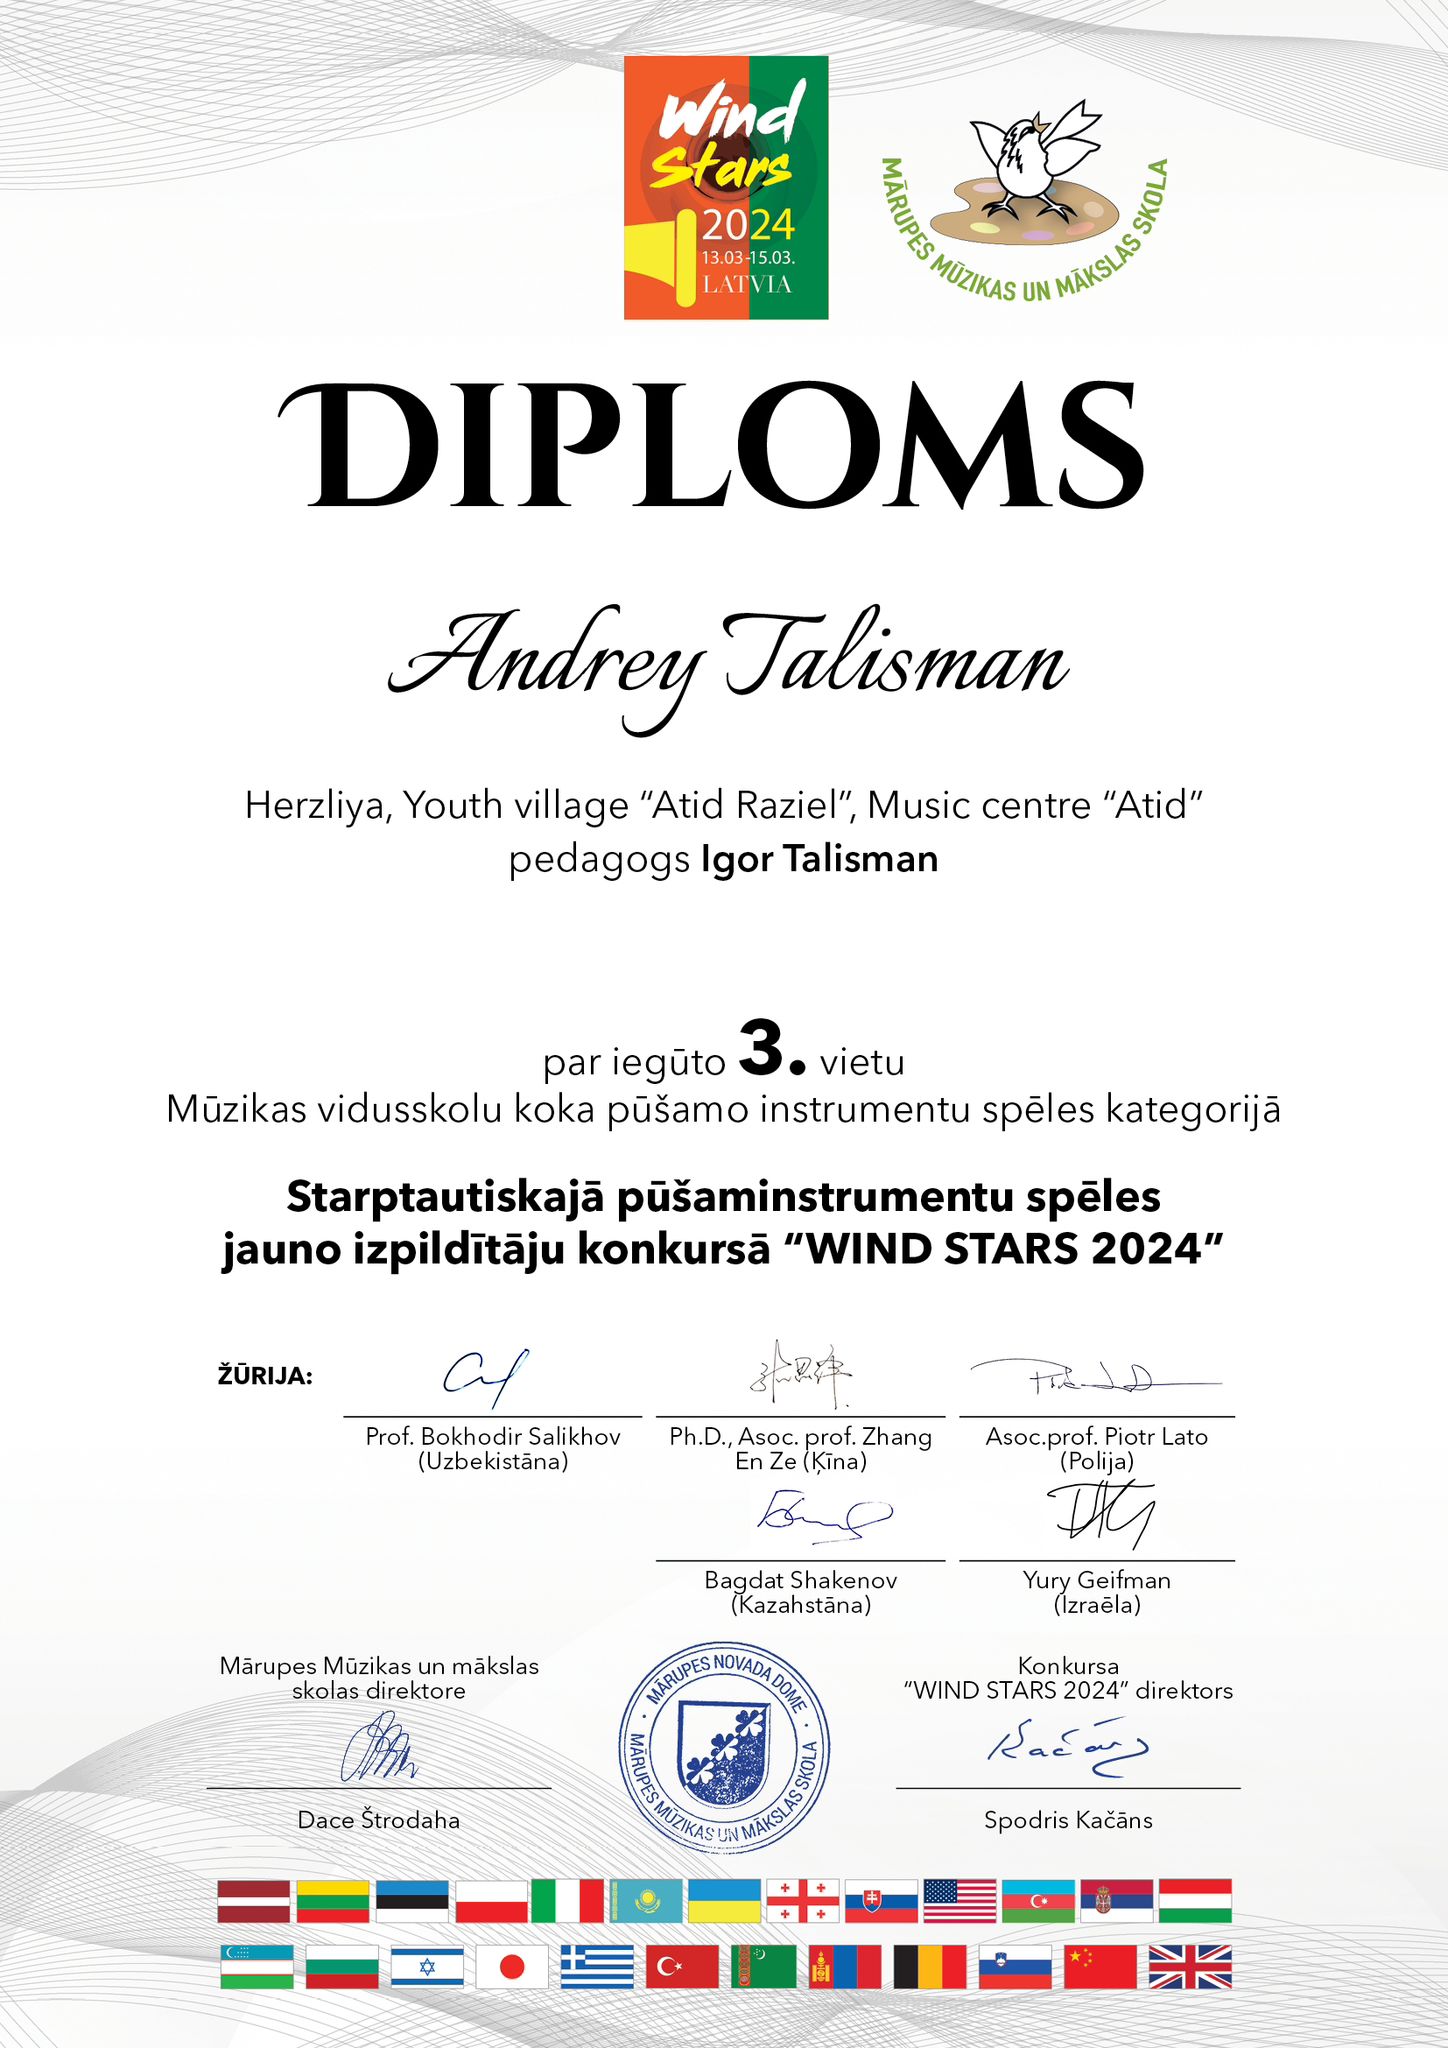 Wind
Stars
2024
13.03-15.03.
LATVIA
MĀRUPES MŪZIKAS UN MĀKSLAS SKOLA
DIPLOMS
Andrey Talisman
Herzliya, Youth village “Atid Raziel”, Music centre “Atid”
pedagogs Igor Talisman
par iegūto 3. vietu
Mūzikas vidusskolu koka pūšamo instrumentu spēles kategorijā
Starptautiskajā pūšaminstrumentu spēles
jauno izpildītāju konkursā “WIND STARS 2024”
ŽŪRIJA:
Prof. Bokhodir Salikhov
(Uzbekistāna)
Ph.D., Asoc. prof. Zhang
En Ze (Ķīna)
Asoc.prof. Piotr Lato
(Polija)
Bagdat Shakenov
(Kazahstāna)
Yury Geifman
(Izraēla)
Mārupes Mūzikas un mākslas
skolas direktore
Dace Štrodaha
MĀRUPES NOVADA DOME
MĀRUPES MŪZIKAS UN MĀKSLAS SKOLA
Konkursa
“WIND STARS 2024” direktors
Kačāns
Spodris Kačāns